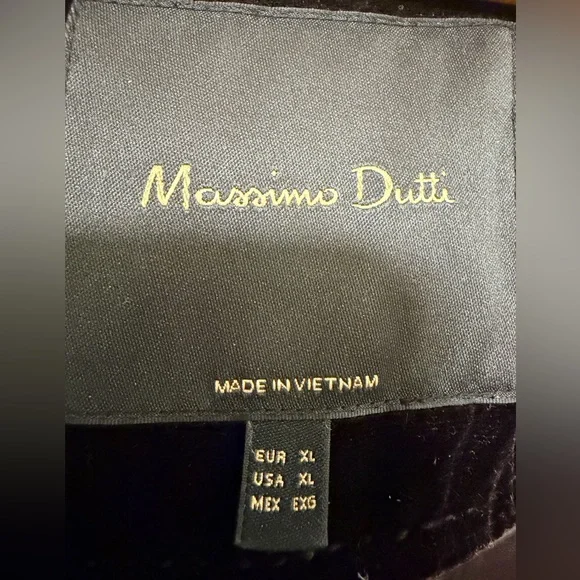 Massimo Dutti
MADE IN VIETNAM
EUR XL
USA XL
MEX EXG